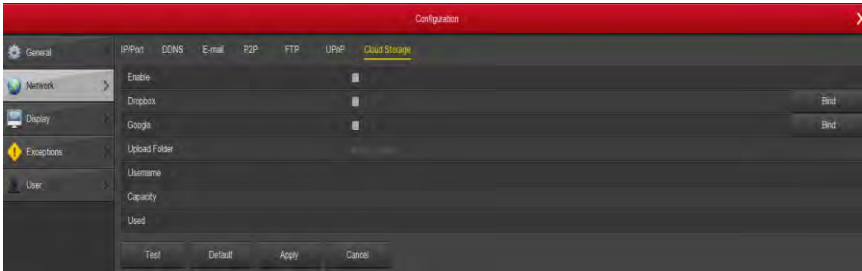 Configuration
X
General
Network
Display
Exceptions
User
IP/Port DDNS E-mail P2P FTP UPnP Cloud Storage
Enable
Dropbox Bind
Google Bind
Upload Folder
Username
Capacity
Used
Test Default Apply Cancel